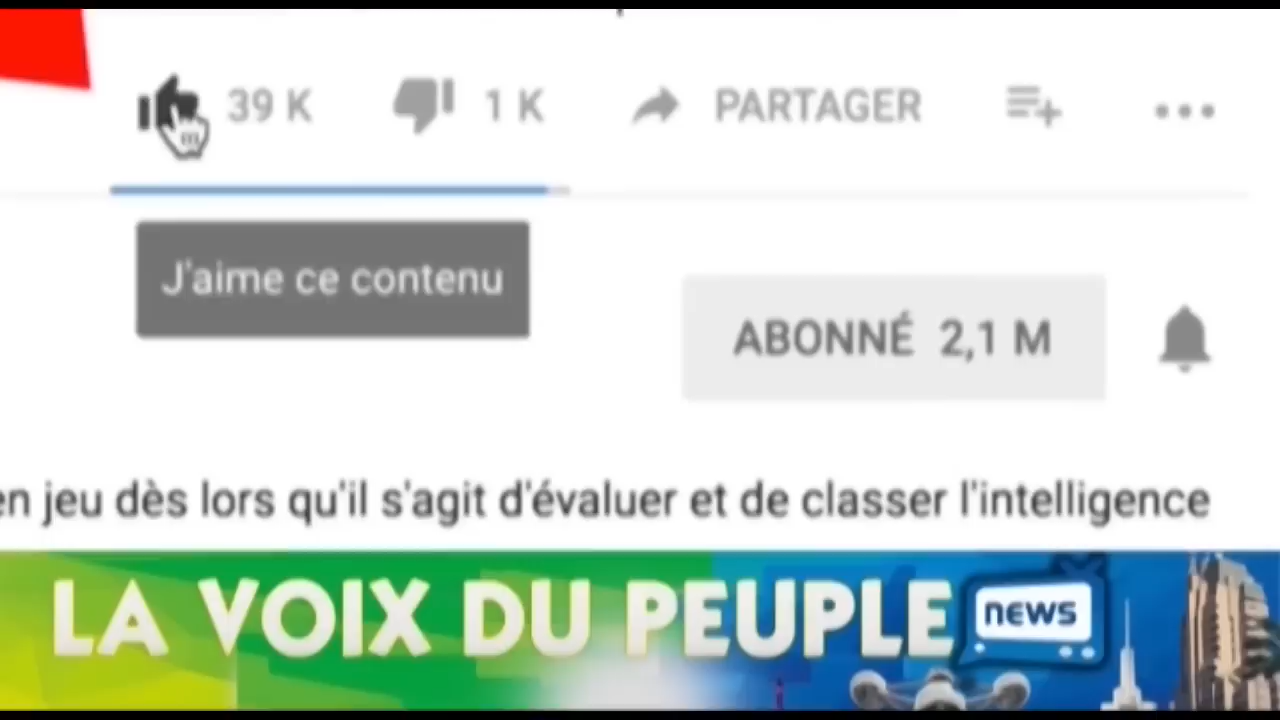 39 K 1 K PARTAGER
J'aime ce contenu
ABONNÉ 2,1 M
en jeu dès lors qu'il s'agit d'évaluer et de classer l'intelligence
LA VOIX DU PEUPLE news